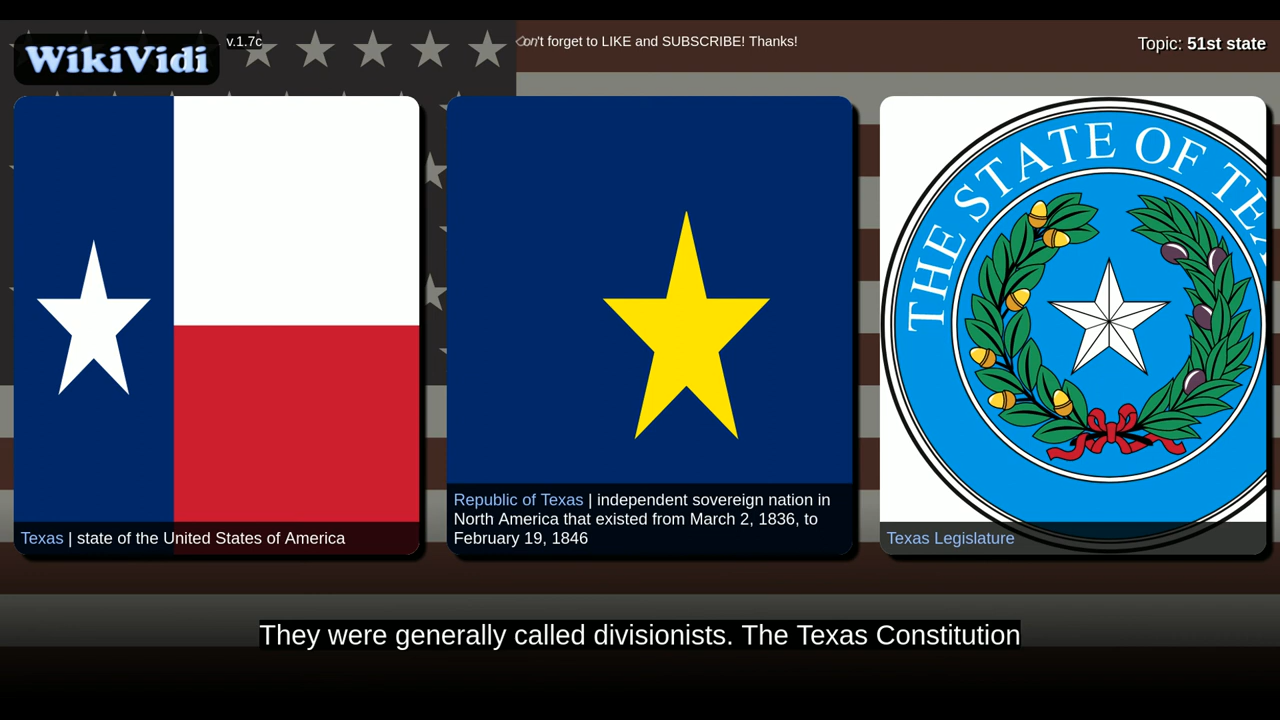 WikiVidi
v.1.7c
Don't forget to LIKE and SUBSCRIBE! Thanks!
Topic: 51st state
THE STATE OF TEXA
Texas | state of the United States of America
Republic of Texas | independent sovereign nation in
North America that existed from March 2, 1836, to
February 19, 1846
Texas Legislature
They were generally called divisionists. The Texas Constitution